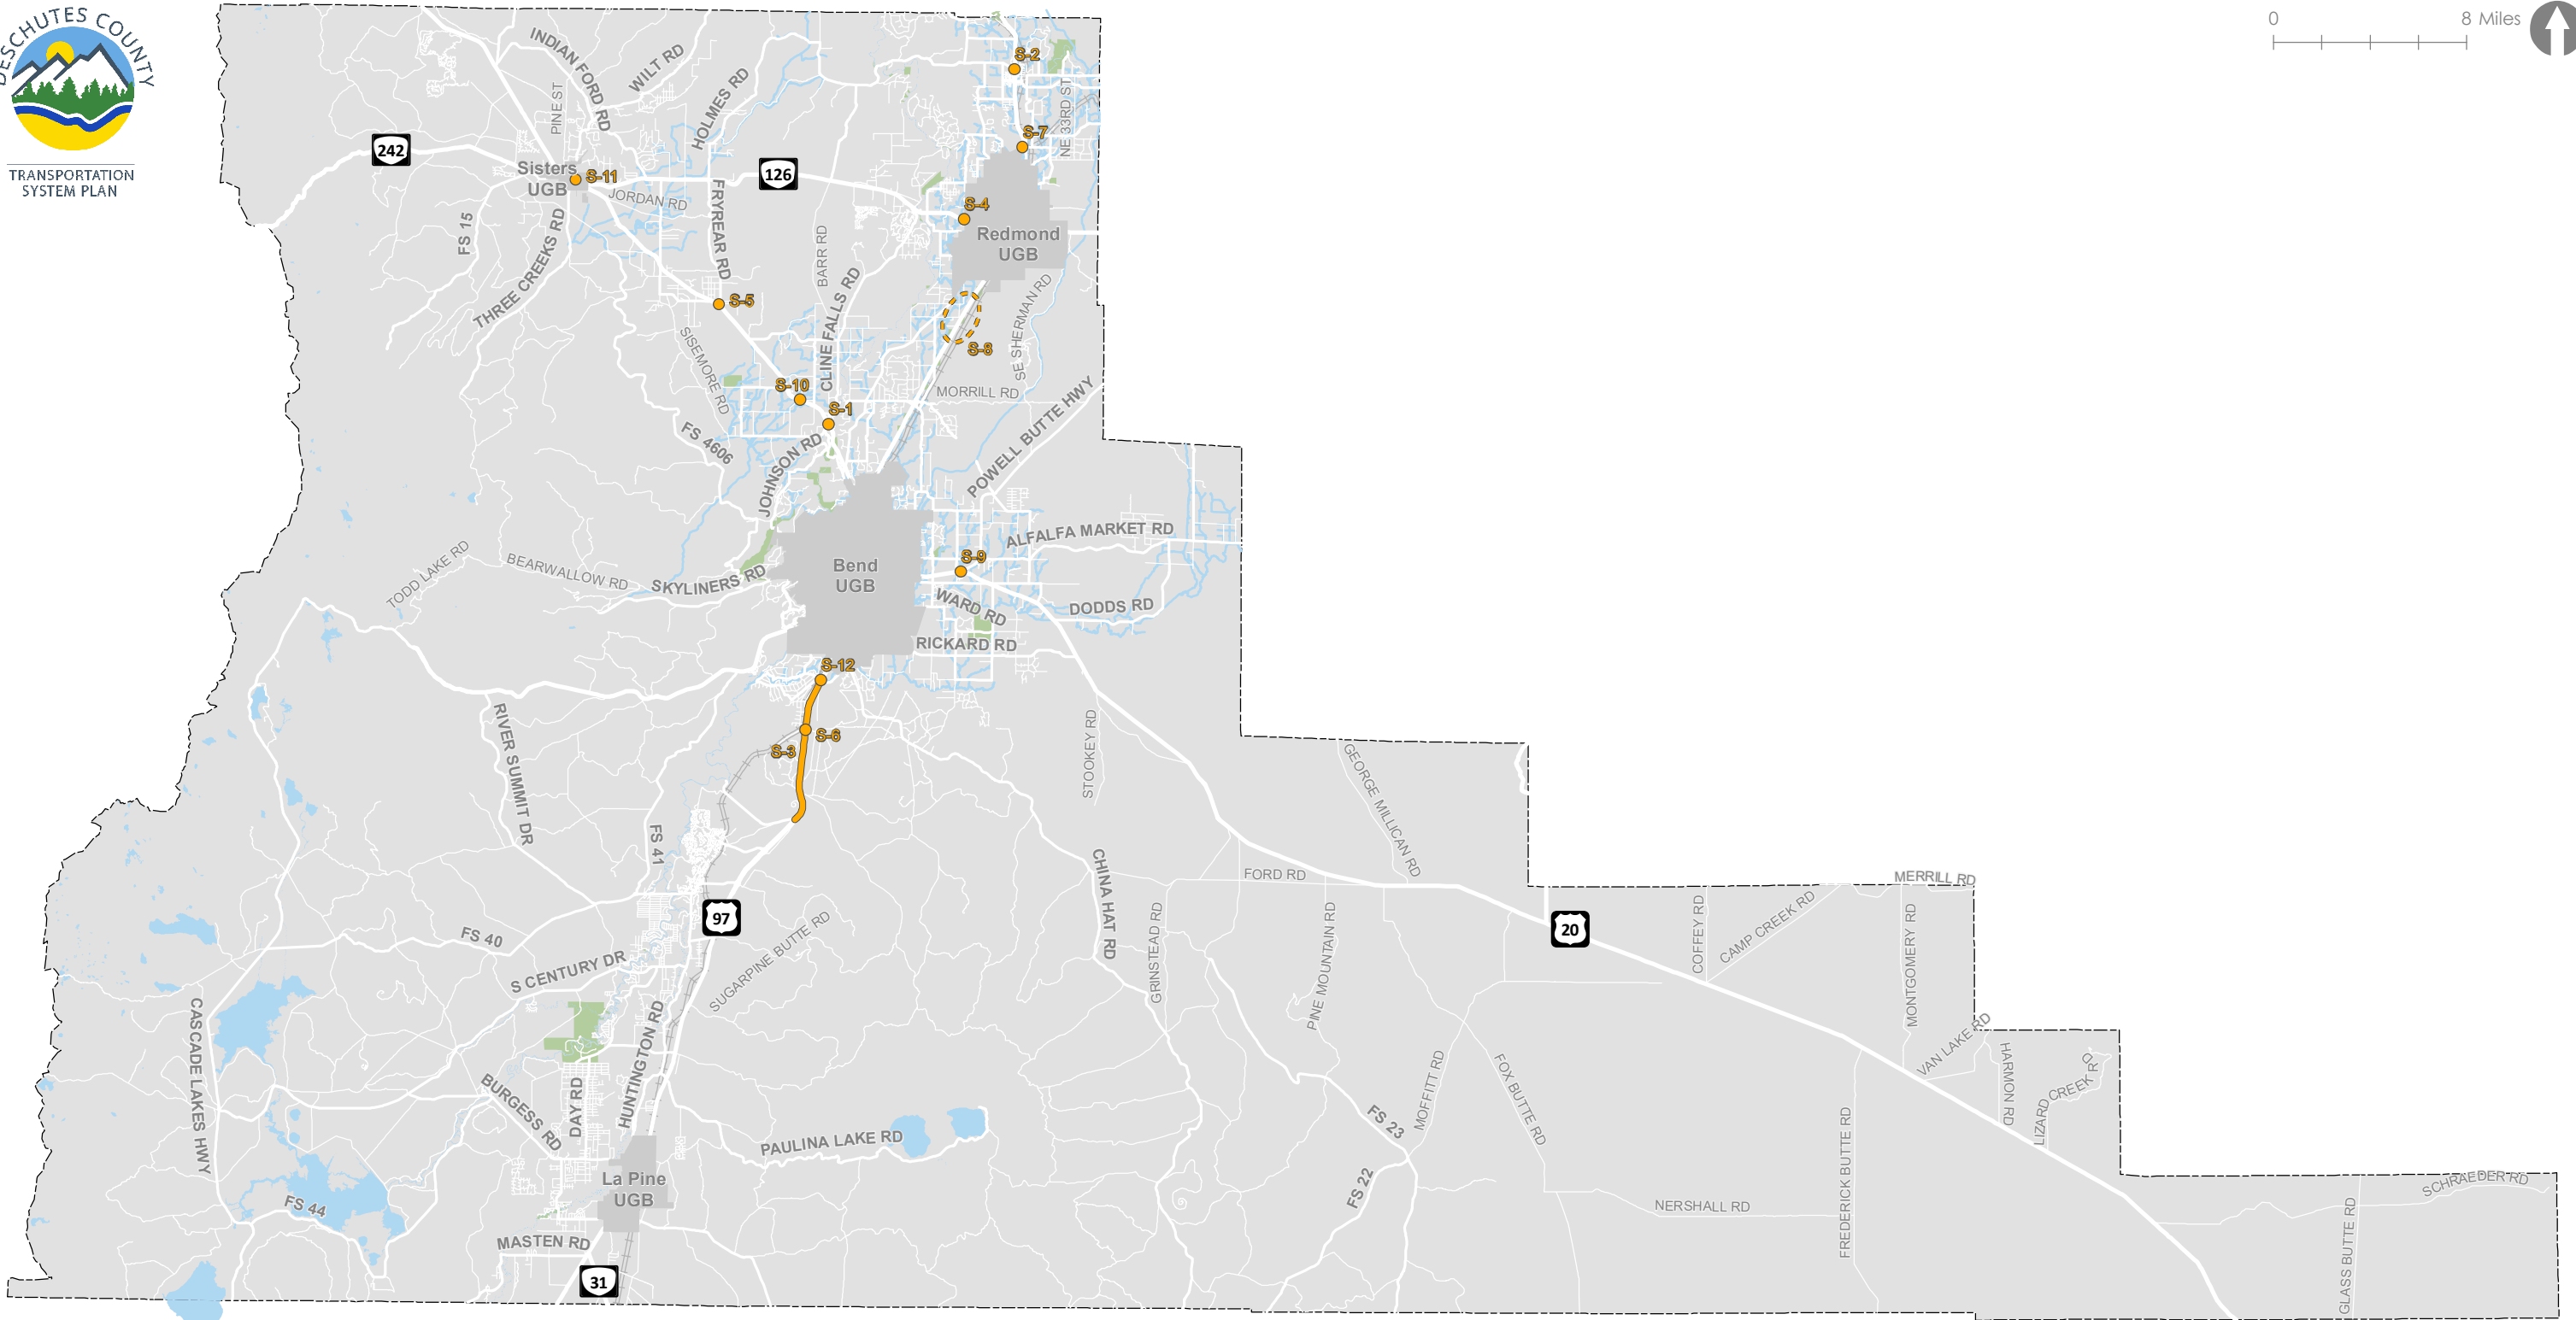 DESCHUTES COUNTY
TRANSPORTATION
SYSTEM PLAN
0 8 Miles
INDIAN FORD RD
WILT RD
HOLMES RD
PINE ST
S-2
NE 33RD ST
S-7
242
Sisters
UGB
S-11
126
JORDAN RD
FRYREAR RD
FS 15
THREE CREEKS RD
S-4
Redmond
UGB
BARR RD
CLINE FALLS RD
S-5
SE SHERMAN RD
S-8
SISEMORE RD
S-10
MORRILL RD
S-1
POWELL BUTTE HWY
FS 4606
JOHNSON RD
ALFALFA MARKET RD
TODD LAKE RD
BEARWALLOW RD
SKYLINERS RD
Bend
UGB
S-9
WARD RD
DODDS RD
RICKARD RD
S-12
S-6
S-3
RIVER SUMMIT DR
STOOKEY RD
GEORGE MILLICAN RD
FS 41
CHINA HAT RD
FORD RD
MERRILL RD
97
20
SUGARPINE BUTTE RD
GRINSTEAD RD
PINE MOUNTAIN RD
COFFEY RD
CAMP CREEK RD
MONTGOMERY RD
FS 40
S CENTURY DR
CASCADE LAKES HWY
HUNTINGTON RD
VAN LAKE RD
HARMON RD
LIZARD CREEK RD
BURGESS RD
DAY RD
MOFFITT RD
FOX BUTTE RD
FS 23
PAULINA LAKE RD
FREDERICK BUTTE RD
La Pine
UGB
FS 22
SCHRAEDER RD
FS 44
NERSHALL RD
GLASS BUTTE RD
MASTEN RD
31